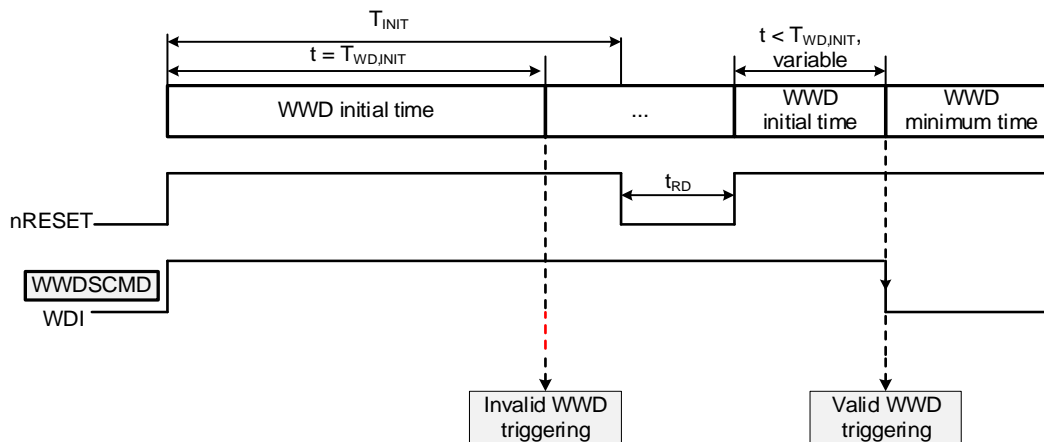 T_INIT
t = T_WD,INIT
t < T_WD,INIT,
variable
WWD initial time
...
WWD
initial time
WWD
minimum time
t_RD
nRESET
WWDSCMD
WDI
Invalid WWD
triggering
Valid WWD
triggering